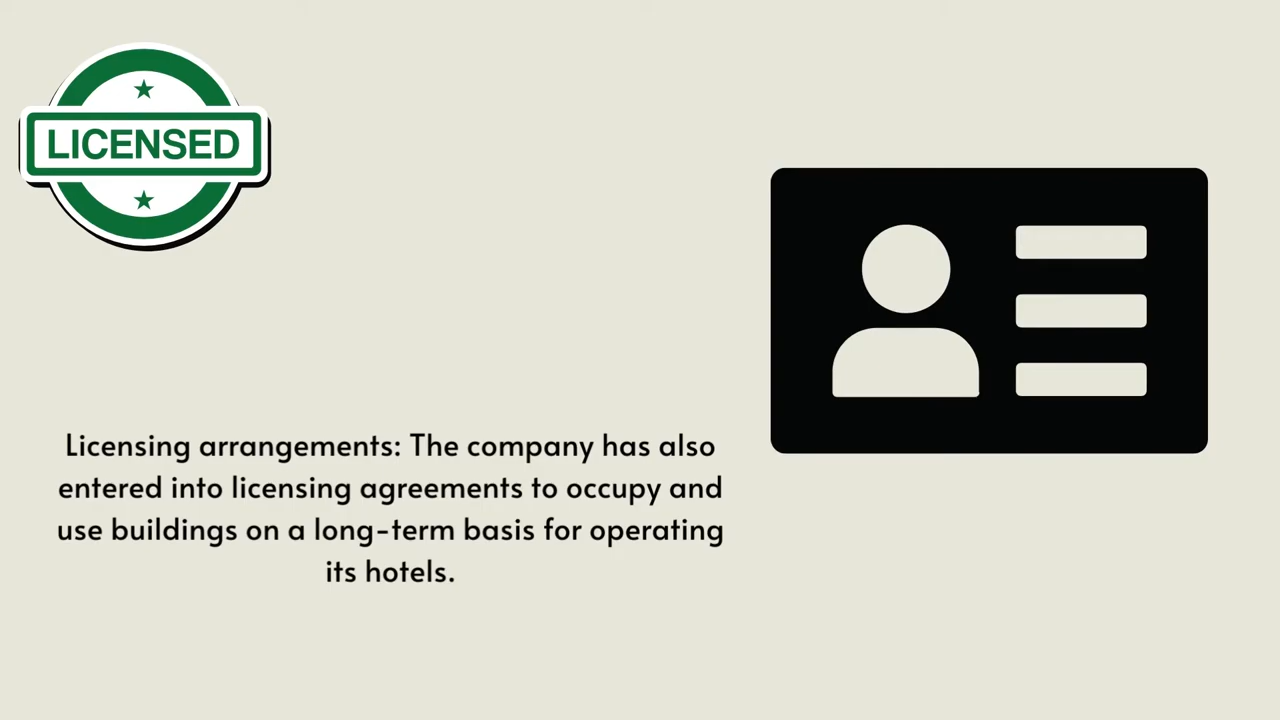 LICENSED
Licensing arrangements: The company has also
entered into licensing agreements to occupy and
use buildings on a long-term basis for operating
its hotels.